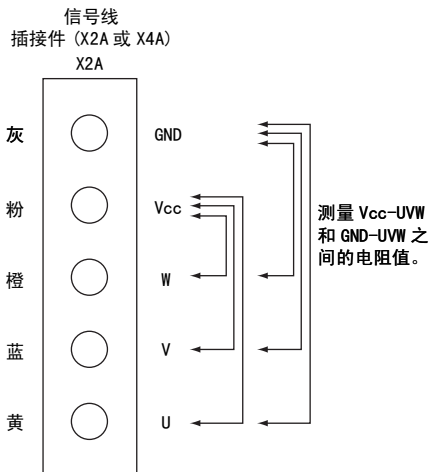 信号线
插接件 (X2A 或 X4A)
X2A
灰 GND
粉 Vcc
橙 W
蓝 V
黄 U
测量 Vcc-UVW
和 GND-UVW 之
间的电阻值。